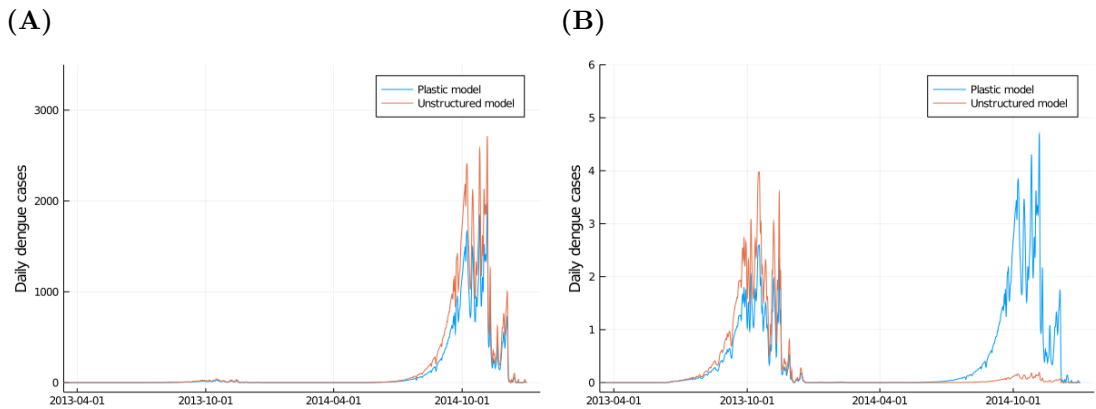 (A)
Daily dengue cases
3000
2000
1000
0
2013-04-01 2013-10-01 2014-04-01 2014-10-01
Plastic model
Unstructured model
(B)
Daily dengue cases
6
5
4
3
2
1
0
2013-04-01 2013-10-01 2014-04-01 2014-10-01
Plastic model
Unstructured model